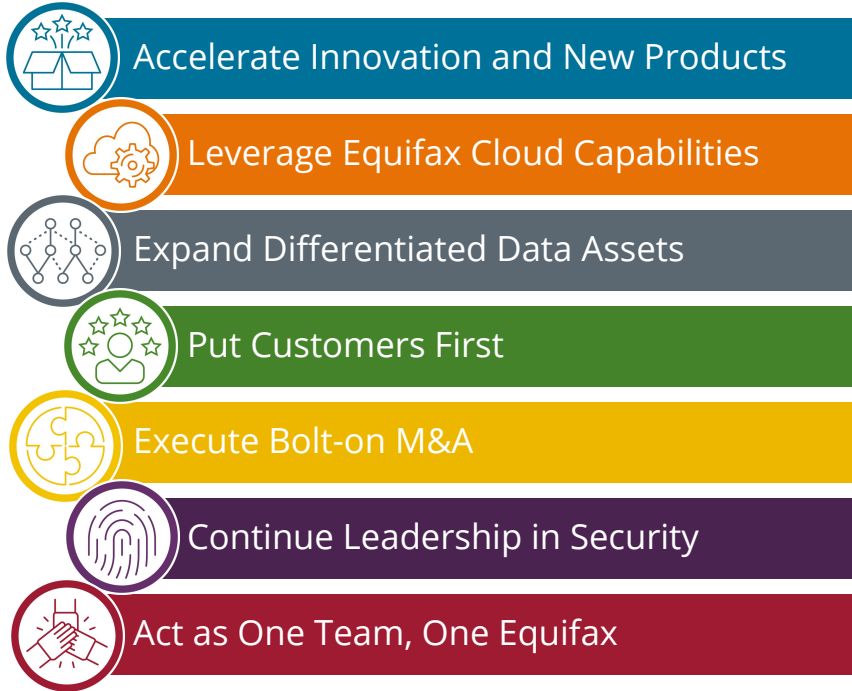 Accelerate Innovation and New Products
Leverage Equifax Cloud Capabilities
Expand Differentiated Data Assets
Put Customers First
Execute Bolt-on M&A
Continue Leadership in Security
Act as One Team, One Equifax